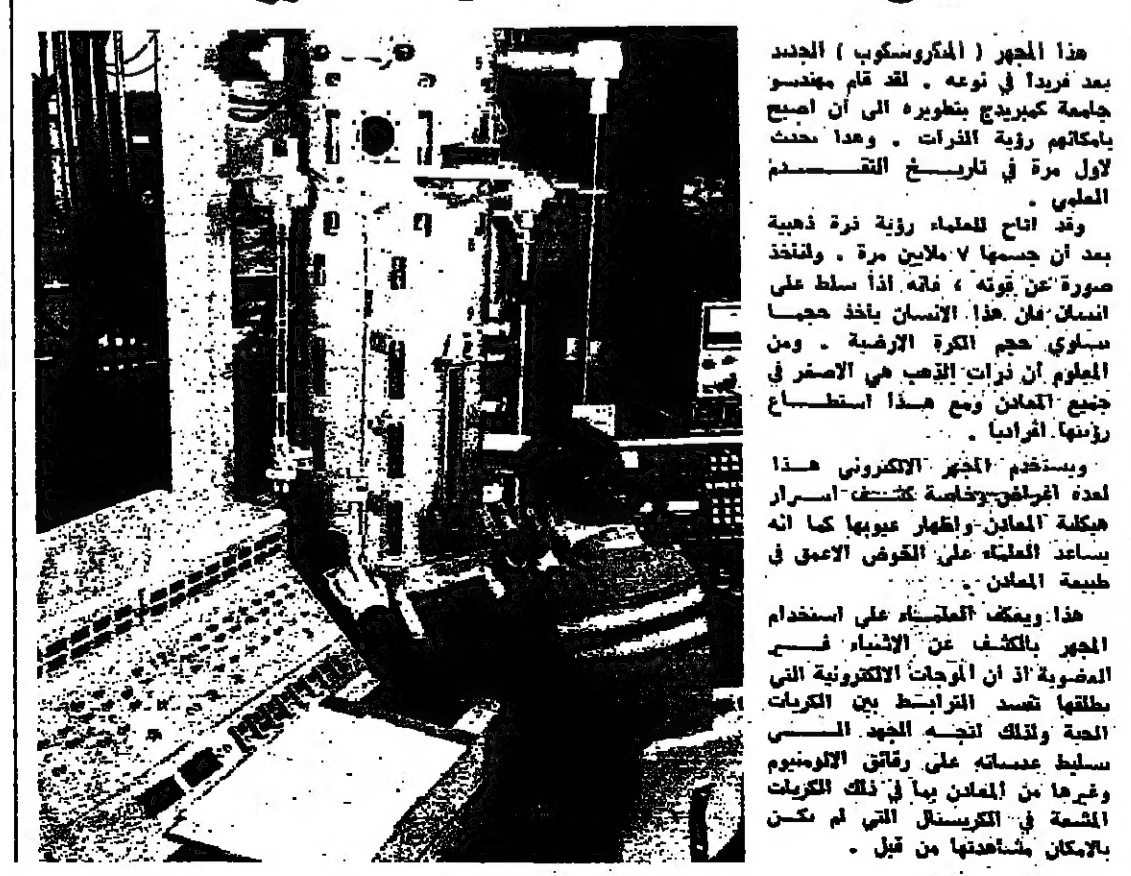 هذا المجهر ( الميكروسكوب ) الجديد
يعد فريدا في نوعه . لقد قام مهندسو
جامعة كمبريدج بتطويره الى أن اصبح
بامكانهم رؤية الذرات . وهذا يحدث
لاول مرة في تاريخ التقدم
العلمي .
وقد اتاح للعلماء رؤية ذرة ذهبية
بعد أن جسمها ٧ ملايين مرة . ولنأخذ
صورة عن قوته ، فانه اذا سلط على
انسان فان هذا الانسان يأخذ حجما
يساوي حجم الكرة الارضية . ومن
المعلوم أن ذرات الذهب هي الاصغر في
جميع المعادن ومع هذا استطاع
رؤيتها افراديا .
ويستخدم المجهر الالكتروني هذا
لعدة اغراض وخاصة كشف اسرار
هيكلية المعادن واظهار عيوبها كما انه
يساعد العلماء على الخوض الاعمق في
طبيعة المعادن .
هذا ويعكف العلماء على استخدام
المجهر بالكشف عن الاشياء غير
العضوية اذ ان الموجات الالكترونية التي
يطلقها تفسد الترابط بين الكريات
الحية ولذلك اتجه الجهد الى
تسليط عدساته على رقائق الالومنيوم
وغيرها من المعادن بما في ذلك الكريات
المشعة في الكريستال التي لم يكن
بالامكان مشاهدتها من قبل .